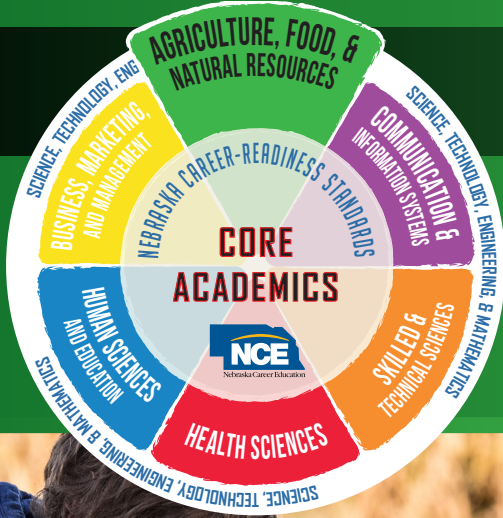 AGRICULTURE, FOOD, &
NATURAL RESOURCES
SCIENCE, TECHNOLOGY, ENG
SCIENCE, TECHNOLOGY, ENGINEERING, & MATHEMATICS
BUSINESS, MARKETING,
AND MANAGEMENT
COMMUNICATION &
INFORMATION SYSTEMS
NEBRASKA CAREER-READINESS STANDARDS
CORE
ACADEMICS
NCE
Nebraska Career Education
HUMAN SCIENCES
AND EDUCATION
SKILLED &
TECHNICAL SCIENCES
HEALTH SCIENCES
SCIENCE, TECHNOLOGY, ENGINEERING, & MATHEMATICS